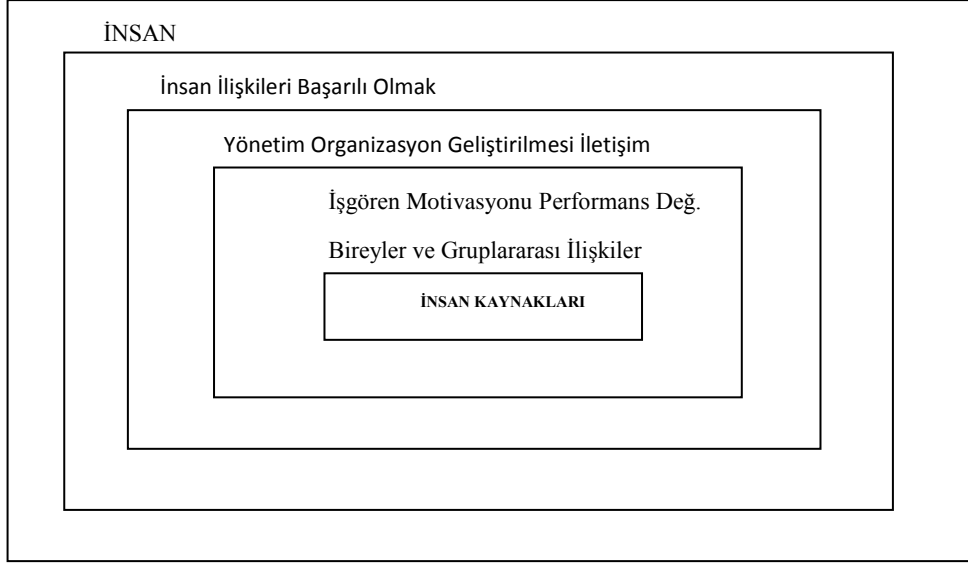 İNSAN
İnsan İlişkileri Başarılı Olmak
Yönetim Organizasyon Geliştirilmesi İletişim
İşgören Motivasyonu Performans Değ.
Bireyler ve Gruplararası İlişkiler
İNSAN KAYNAKLARI